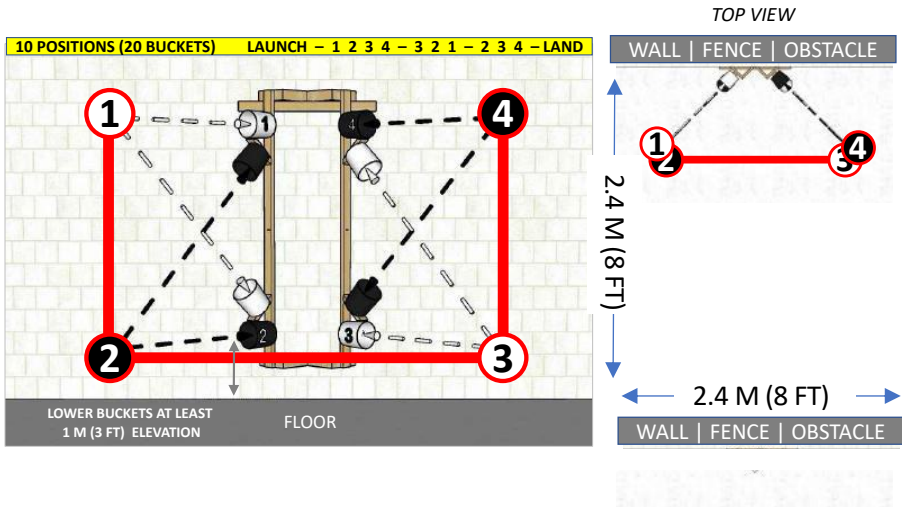 TOP VIEW
10 POSITIONS (20 BUCKETS) LAUNCH – 1 2 3 4 – 3 2 1 – 2 3 4 – LAND
WALL | FENCE | OBSTACLE
1
4
1
4
1
2
4
3
2.4 M (8 FT)
2
3
2
3
LOWER BUCKETS AT LEAST
1 M (3 FT) ELEVATION
FLOOR
2.4 M (8 FT)
WALL | FENCE | OBSTACLE